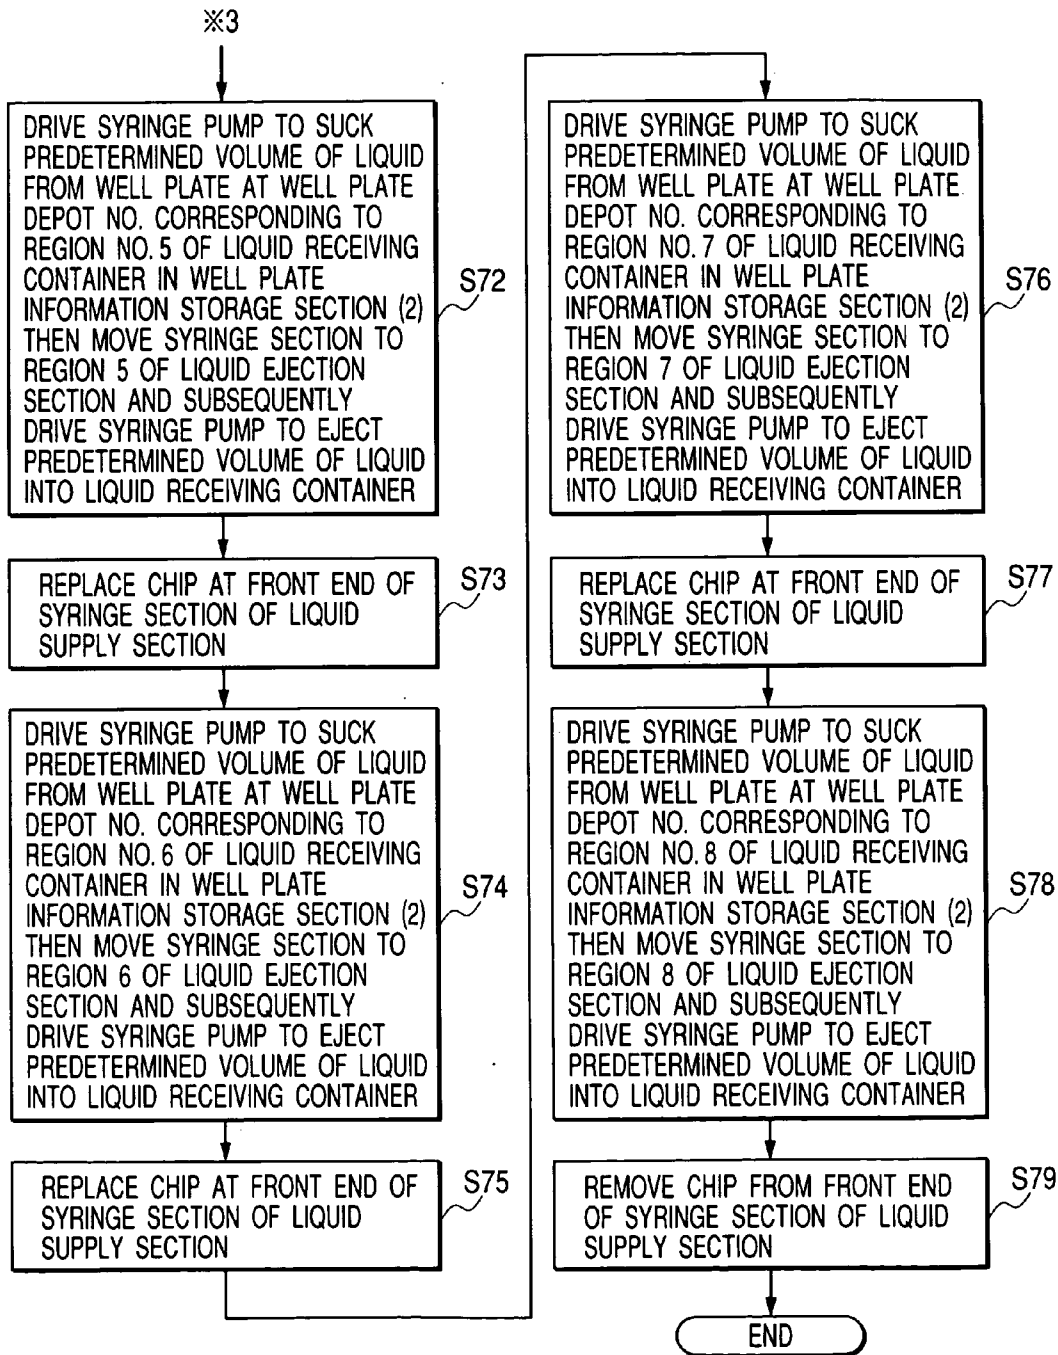 ※3
DRIVE SYRINGE PUMP TO SUCK
PREDETERMINED VOLUME OF LIQUID
FROM WELL PLATE AT WELL PLATE
DEPOT NO. CORRESPONDING TO
REGION NO. 5 OF LIQUID RECEIVING
CONTAINER IN WELL PLATE
INFORMATION STORAGE SECTION (2)
THEN MOVE SYRINGE SECTION TO
REGION 5 OF LIQUID EJECTION
SECTION AND SUBSEQUENTLY
DRIVE SYRINGE PUMP TO EJECT
PREDETERMINED VOLUME OF LIQUID
INTO LIQUID RECEIVING CONTAINER
S72
REPLACE CHIP AT FRONT END OF
SYRINGE SECTION OF LIQUID
SUPPLY SECTION
S73
DRIVE SYRINGE PUMP TO SUCK
PREDETERMINED VOLUME OF LIQUID
FROM WELL PLATE AT WELL PLATE
DEPOT NO. CORRESPONDING TO
REGION NO. 6 OF LIQUID RECEIVING
CONTAINER IN WELL PLATE
INFORMATION STORAGE SECTION (2)
THEN MOVE SYRINGE SECTION TO
REGION 6 OF LIQUID EJECTION
SECTION AND SUBSEQUENTLY
DRIVE SYRINGE PUMP TO EJECT
PREDETERMINED VOLUME OF LIQUID
INTO LIQUID RECEIVING CONTAINER
S74
REPLACE CHIP AT FRONT END OF
SYRINGE SECTION OF LIQUID
SUPPLY SECTION
S75
DRIVE SYRINGE PUMP TO SUCK
PREDETERMINED VOLUME OF LIQUID
FROM WELL PLATE AT WELL PLATE
DEPOT NO. CORRESPONDING TO
REGION NO. 7 OF LIQUID RECEIVING
CONTAINER IN WELL PLATE
INFORMATION STORAGE SECTION (2)
THEN MOVE SYRINGE SECTION TO
REGION 7 OF LIQUID EJECTION
SECTION AND SUBSEQUENTLY
DRIVE SYRINGE PUMP TO EJECT
PREDETERMINED VOLUME OF LIQUID
INTO LIQUID RECEIVING CONTAINER
S76
REPLACE CHIP AT FRONT END OF
SYRINGE SECTION OF LIQUID
SUPPLY SECTION
S77
DRIVE SYRINGE PUMP TO SUCK
PREDETERMINED VOLUME OF LIQUID
FROM WELL PLATE AT WELL PLATE
DEPOT NO. CORRESPONDING TO
REGION NO. 8 OF LIQUID RECEIVING
CONTAINER IN WELL PLATE
INFORMATION STORAGE SECTION (2)
THEN MOVE SYRINGE SECTION TO
REGION 8 OF LIQUID EJECTION
SECTION AND SUBSEQUENTLY
DRIVE SYRINGE PUMP TO EJECT
PREDETERMINED VOLUME OF LIQUID
INTO LIQUID RECEIVING CONTAINER
S78
REMOVE CHIP FROM FRONT END
OF SYRINGE SECTION OF LIQUID
SUPPLY SECTION
S79
END